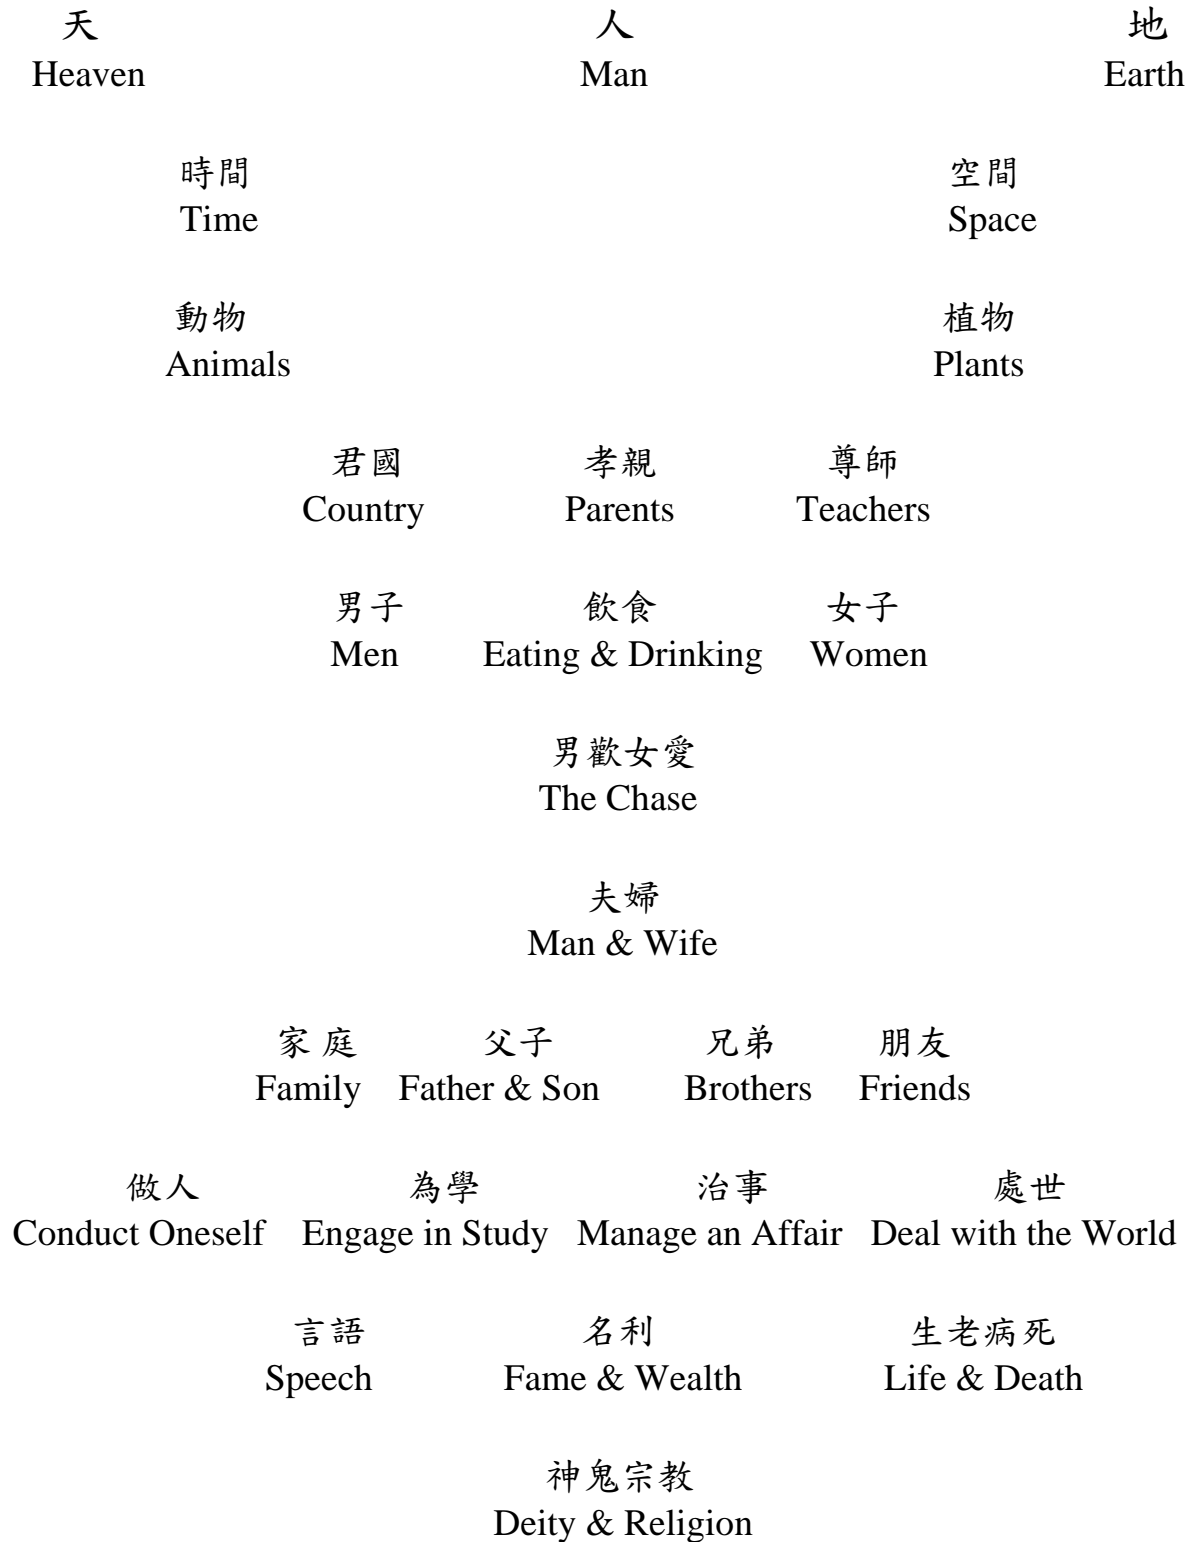 天 人 地
Heaven Man Earth
時間 空間
Time Space
動物 植物
Animals Plants
君國 孝親 尊師
Country Parents Teachers
男子 飲食 女子
Men Eating & Drinking Women
男歡女愛
The Chase
夫婦
Man & Wife
家 庭 父子 兄弟 朋友
Family Father & Son Brothers Friends
做人 為學 治事 處世
Conduct Oneself Engage in Study Manage an Affair Deal with the World
言語 名利 生老病死
Speech Fame & Wealth Life & Death
神鬼宗教
Deity & Religion